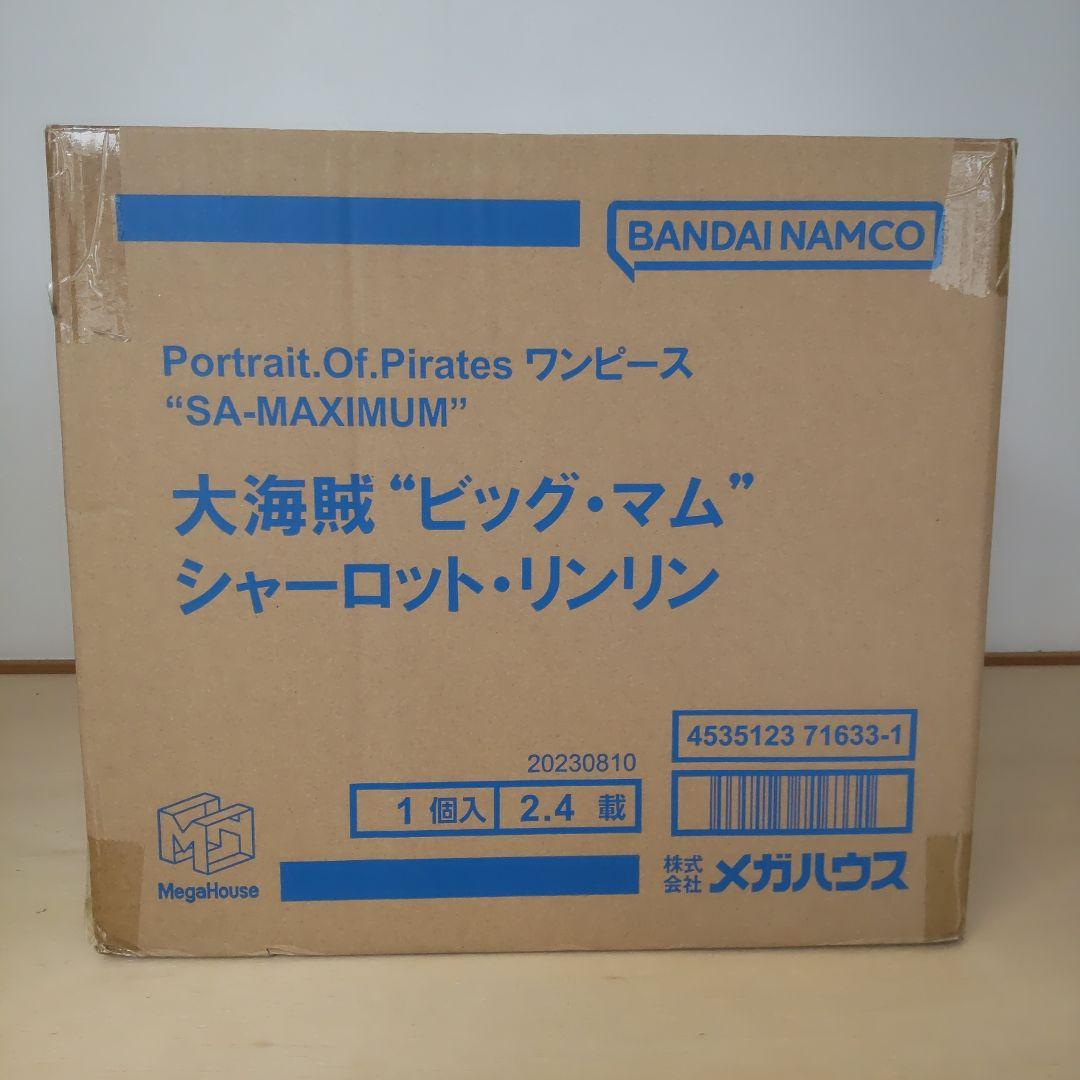 BANDAI NAMCO
Portrait.Of.Pirates ワンピース
“SA-MAXIMUM”
大海賊“ビッグ・マム”
シャーロット・リンリン
4535123 71633-1
20230810
1 個入 2.4 載
MegaHouse
株式会社 メガハウス